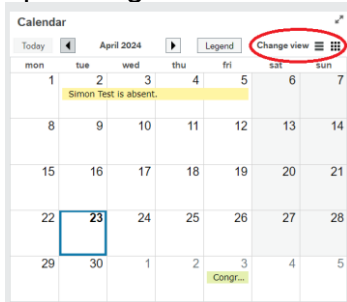 Calendar
Today April 2024 Legend Change view
mon tue wed thu fri sat sun
1 2 3 4 5 6 7
Simon Test is absent.
8 9 10 11 12 13 14
15 16 17 18 19 20 21
22 23 24 25 26 27 28
29 30 1 2 3 4 5
Congr...